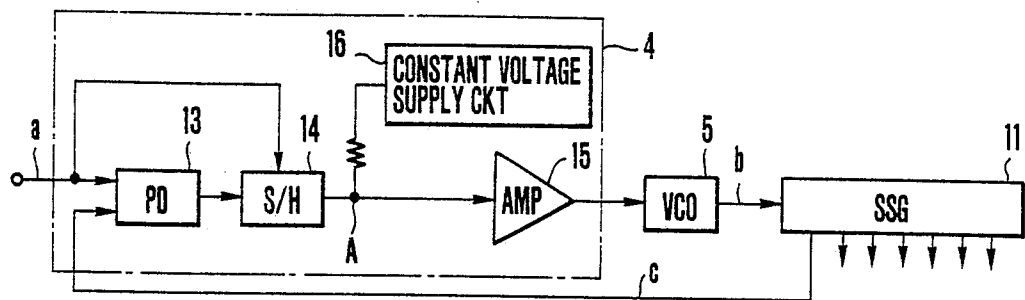 16
CONSTANT VOLTAGE
SUPPLY CKT
4
a
13
PD
14
S/H
A
15
AMP
5
VCO
b
11
SSG
c